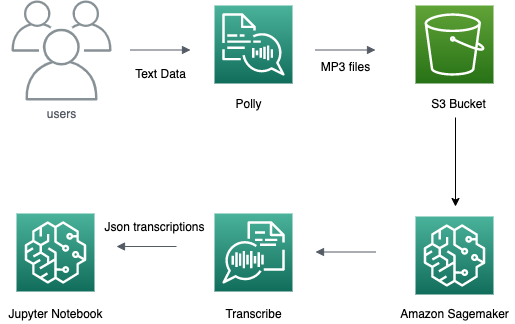 Text Data
MP3 files
users
Polly
S3 Bucket
Json transcriptions
Jupyter Notebook
Transcribe
Amazon Sagemaker